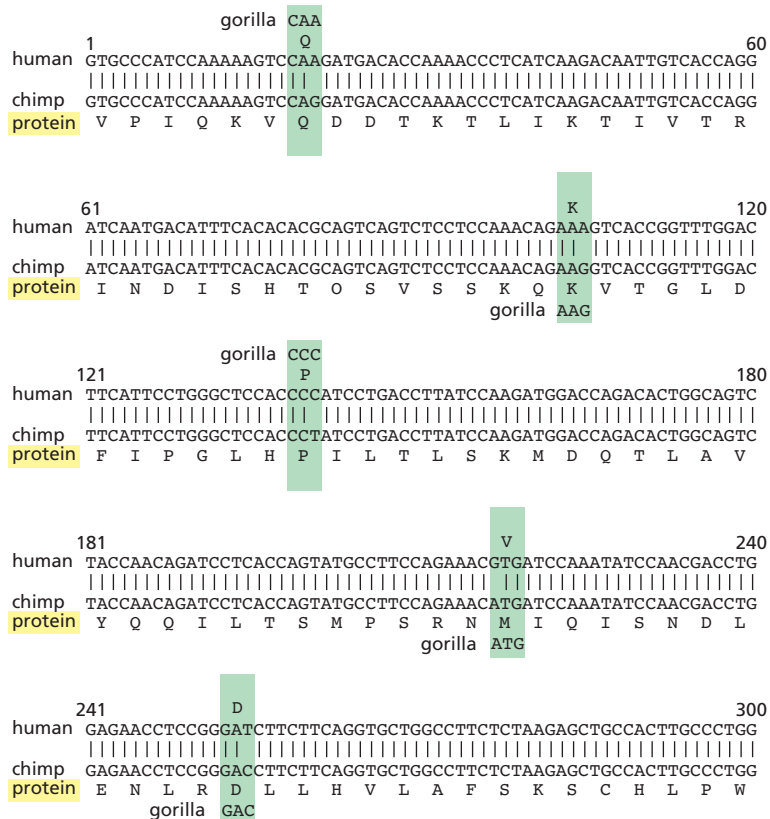 gorilla CAA
1 Q 60
human GTGCCCATCCAAAAAGTCCAAGATGACACCAAAACCCTCATCAAGACAATTGTCACCAGG
chimp GTGCCCATCCAAAAAGTCCAGGATGACACCAAAACCCTCATCAAGACAATTGTCACCAGG
protein V P I Q K V Q D D T K T L I K T I V T R
61 K 120
human ATCAATGACATTTCACACACGCAGTCAGTCTCCTCCAAACAGAAAGTCACCGGTTTGGAC
chimp ATCAATGACATTTCACACACGCAGTCAGTCTCCTCCAAACAGAAGGTCACCGGTTTGGAC
protein I N D I S H T O S V S S K Q K V T G L D
gorilla AAG
gorilla CCC
121 P 180
human TTCATTCCTGGGCTCCACCCCATCCTGACCTTATCCAAGATGGACCAGACACTGGCAGTC
chimp TTCATTCCTGGGCTCCACCCTATCCTGACCTTATCCAAGATGGACCAGACACTGGCAGTC
protein F I P G L H P I L T L S K M D Q T L A V
181 V 240
human TACCAACAGATCCTCACCAGTATGCCTTCCAGAAACGTGATCCAAATATCCAACGACCTG
chimp TACCAACAGATCCTCACCAGTATGCCTTCCAGAAACATGATCCAAATATCCAACGACCTG
protein Y Q Q I L T S M P S R N M I Q I S N D L
gorilla ATG
241 D 300
human GAGAACCTCCGGGATCTTCTTCAGGTGCTGGCCTTCTCTAAGAGCTGCCACTTGCCCTGG
chimp GAGAACCTCCGGGACCTTCTTCAGGTGCTGGCCTTCTCTAAGAGCTGCCACTTGCCCTGG
protein E N L R D L L H V L A F S K S C H L P W
gorilla GAC